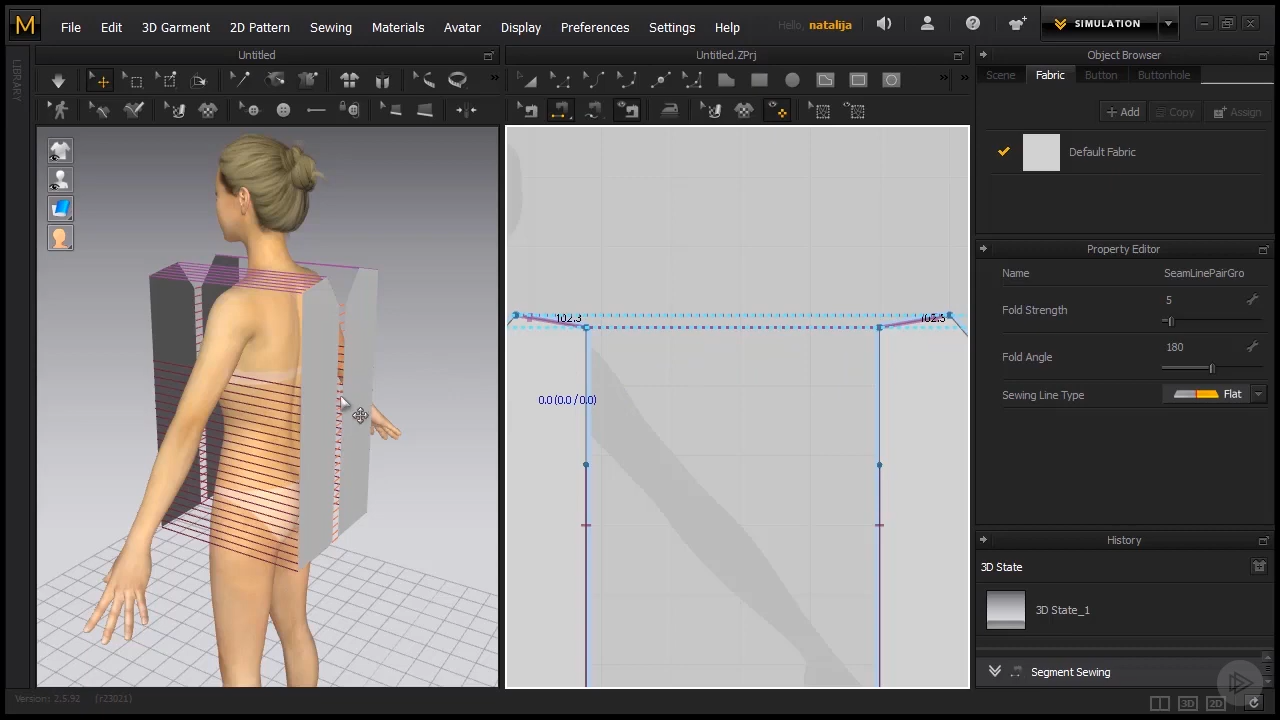 M File Edit 3D Garment 2D Pattern Sewing Materials Avatar Display Preferences Settings Help Hello, natalija SIMULATION
LIBRARY
Untitled
Untitled.ZPrj
Object Browser
Scene Fabric Button Buttonhole
+ Add Copy Assign
Default Fabric
Property Editor
Name SeamLinePairGro
Fold Strength 5
Fold Angle 180
Sewing Line Type Flat
102.3
102.5
0.0 (0.0 / 0.0)
History
3D State
3D State_1
Segment Sewing
Version: 2.5.92 (r23021)
3D 2D